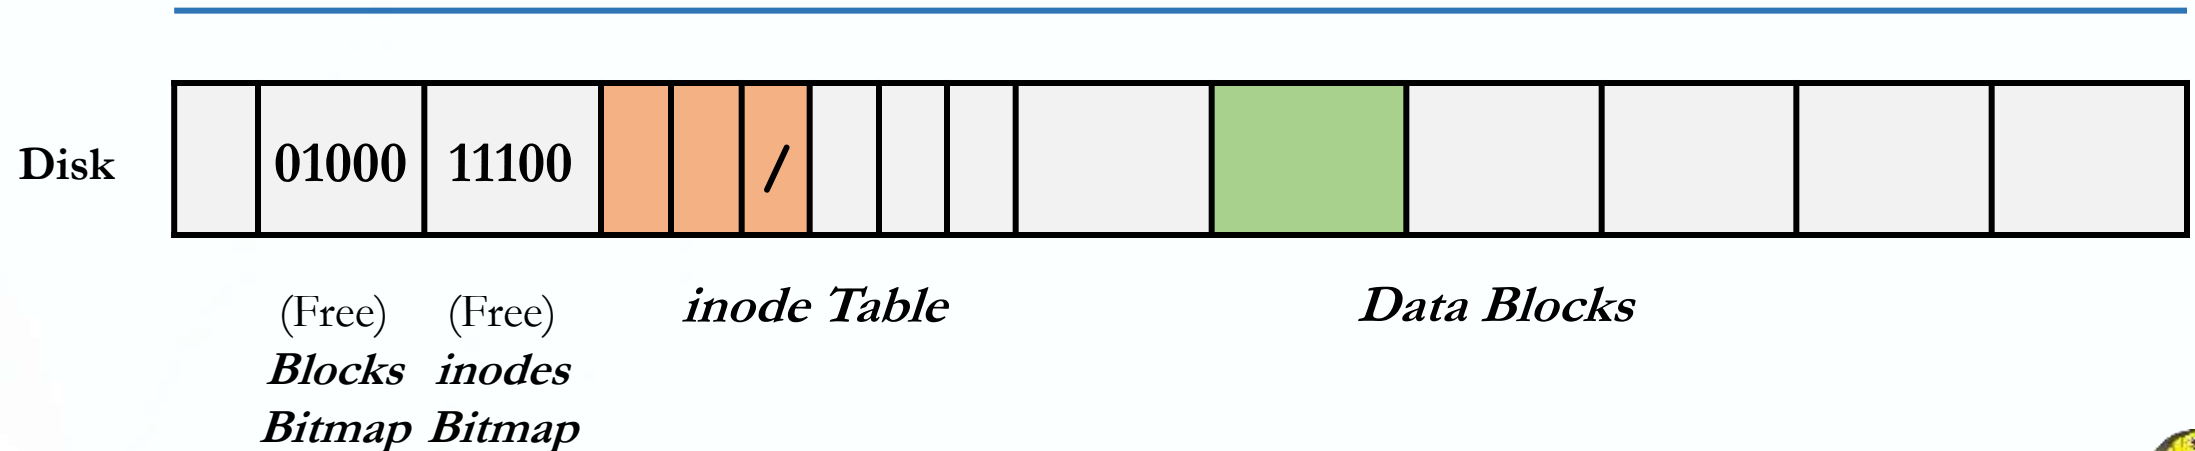 Disk
01000 11100 /
(Free) (Free) inode Table Data Blocks
Blocks inodes
Bitmap Bitmap